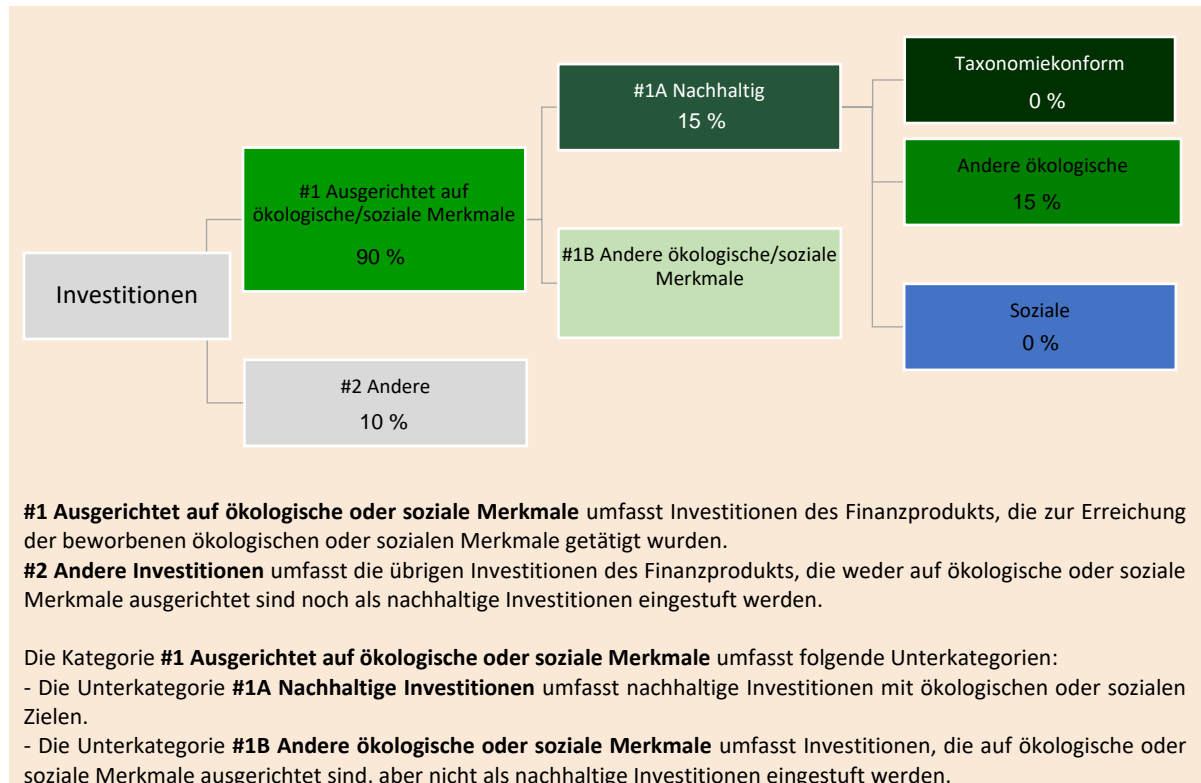 Investitionen
#1 Ausgerichtet auf
ökologische/soziale Merkmale
90 %
#2 Andere
10 %
#1A Nachhaltig
15 %
#1B Andere ökologische/soziale
Merkmale
Taxonomiekonform
0 %
Andere ökologische
15 %
Soziale
0 %
#1 Ausgerichtet auf ökologische oder soziale Merkmale umfasst Investitionen des Finanzprodukts, die zur Erreichung
der beworbenen ökologischen oder sozialen Merkmale getätigt wurden.
#2 Andere Investitionen umfasst die übrigen Investitionen des Finanzprodukts, die weder auf ökologische oder soziale
Merkmale ausgerichtet sind noch als nachhaltige Investitionen eingestuft werden.
Die Kategorie #1 Ausgerichtet auf ökologische oder soziale Merkmale umfasst folgende Unterkategorien:
- Die Unterkategorie #1A Nachhaltige Investitionen umfasst nachhaltige Investitionen mit ökologischen oder sozialen
Zielen.
- Die Unterkategorie #1B Andere ökologische oder soziale Merkmale umfasst Investitionen, die auf ökologische oder
soziale Merkmale ausgerichtet sind, aber nicht als nachhaltige Investitionen eingestuft werden.